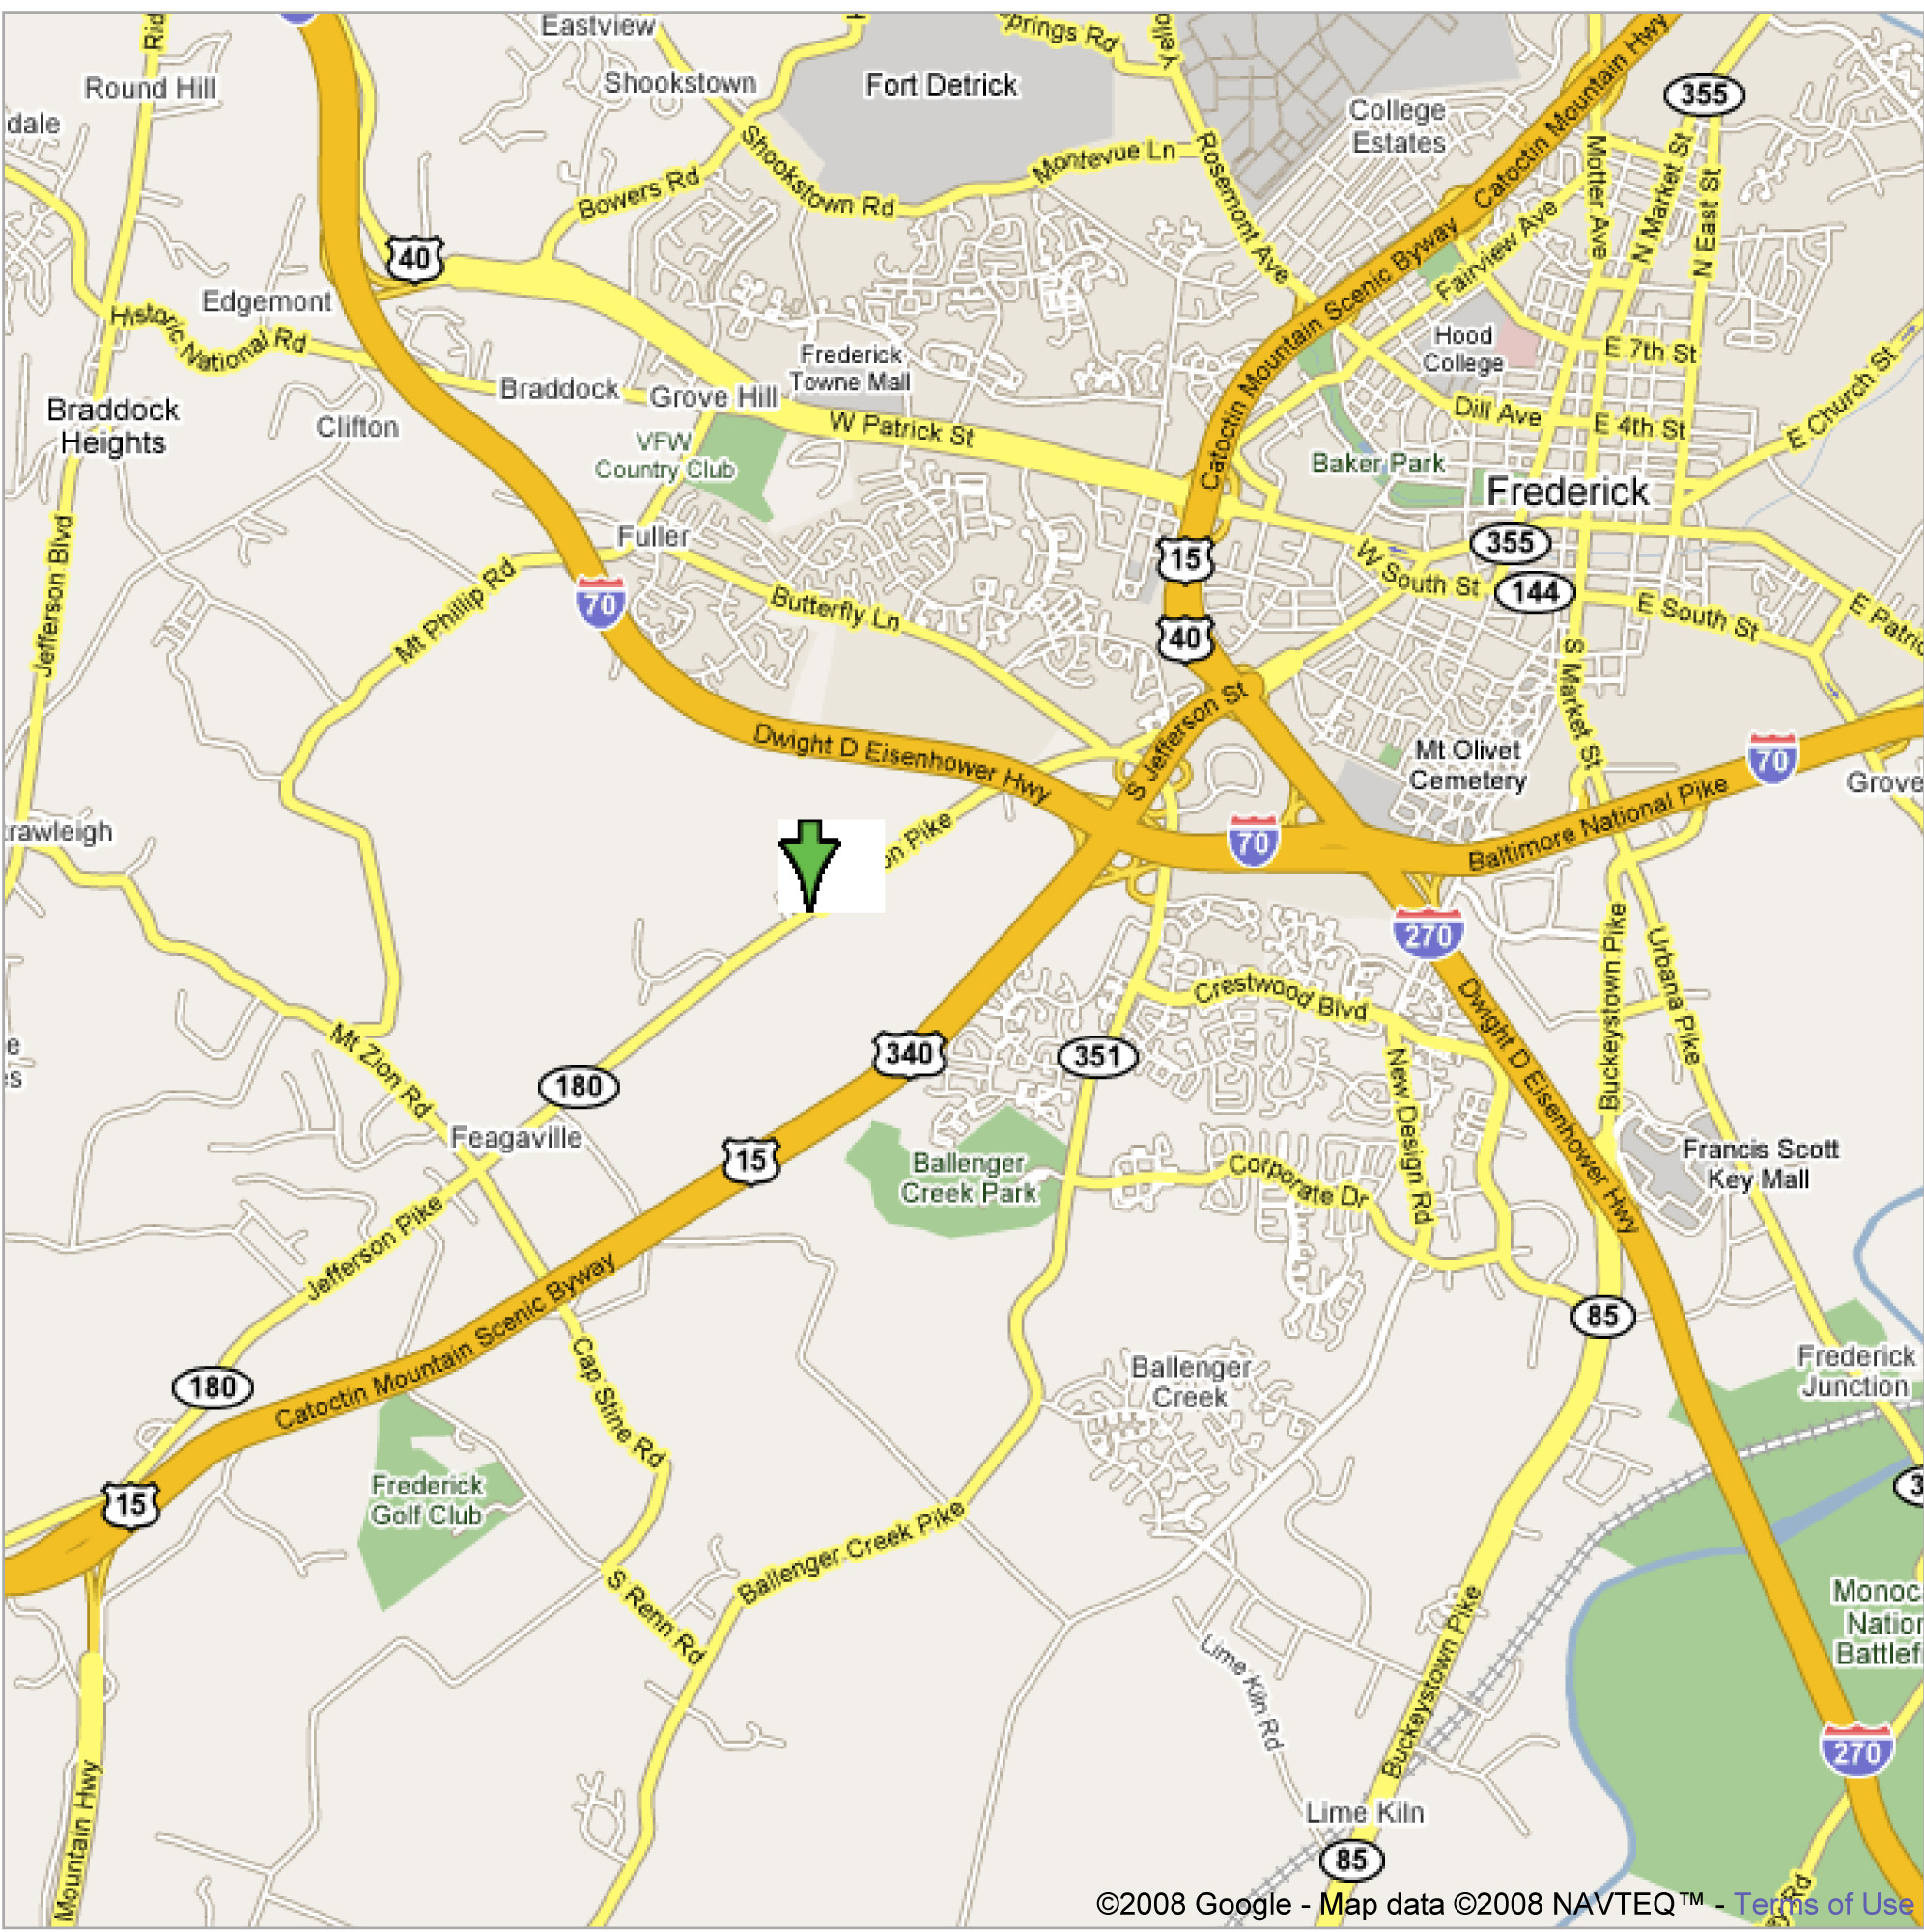 Eastview
Springs Rd
Rid
Round Hill
Shookstown
Fort Detrick
College
Estates
Catoctin Mountain Hwy
355
dale
Shookstown Rd
Montevue Ln
Rosemont Ave
Motter Ave
N Market St
N East St
Bowers Rd
Catoctin Mountain Scenic Byway
Fairview Ave
40
Edgemont
Historic National Rd
Frederick
Towne Mall
Hood
College
E 7th St
Braddock
Grove Hill
Braddock
Heights
Clifton
VFW
Country Club
W Patrick St
Dill Ave
E 4th St
E Church St
Baker Park
Frederick
Fuller
Jefferson Blvd
Mt Phillip Rd
70
Butterfly Ln
15
40
355
W South St
144
E South St
E Patric
S Market St
S Jefferson St
Dwight D Eisenhower Hwy
Mt Olivet
Cemetery
70
Grove
rawleigh
on Pike
70
Baltimore National Pike
270
Buckeystown Pike
Urbana Pike
Crestwood Blvd
Dwight D Eisenhower Hwy
Mt Zion Rd
e
es
180
340
351
New Design Rd
Feagaville
15
Ballenger
Creek Park
Corporate Dr
Francis Scott
Key Mall
Jefferson Pike
Catoctin Mountain Scenic Byway
85
180
Cap Stine Rd
Ballenger
Creek
Frederick
Junction
Frederick
Golf Club
15
3
Ballenger Creek Pike
S Renn Rd
Monoc
Nation
Battlef
Lime Kiln Rd
Buckeystown Pike
270
Mountain Hwy
Lime Kiln
85
Rd
©2008 Google - Map data ©2008 NAVTEQ™ - Terms of Use